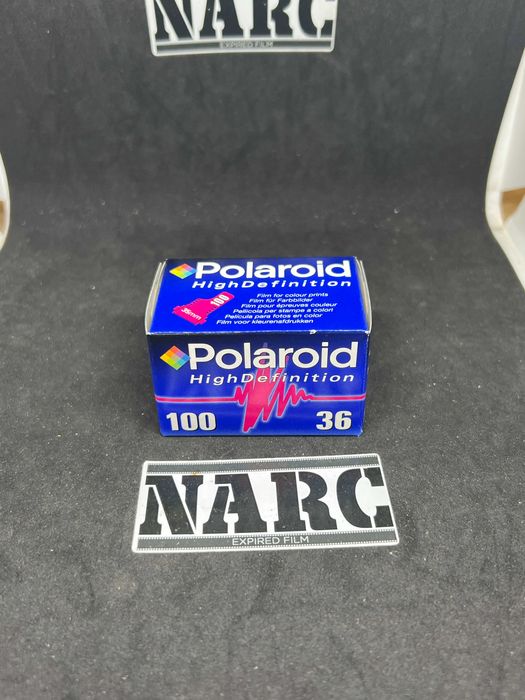 NARC
EXPIRED FILM
Polaroid
HighDefinition
100
35mm
Film for colour prints
Film für Farbbilder
Film pour épreuves couleur
Pellicola per stampe a colori
Película para fotos en color
Film voor kleurenafdrukken
Polaroid
HighDefinition
100 36
NARC
EXPIRED FILM